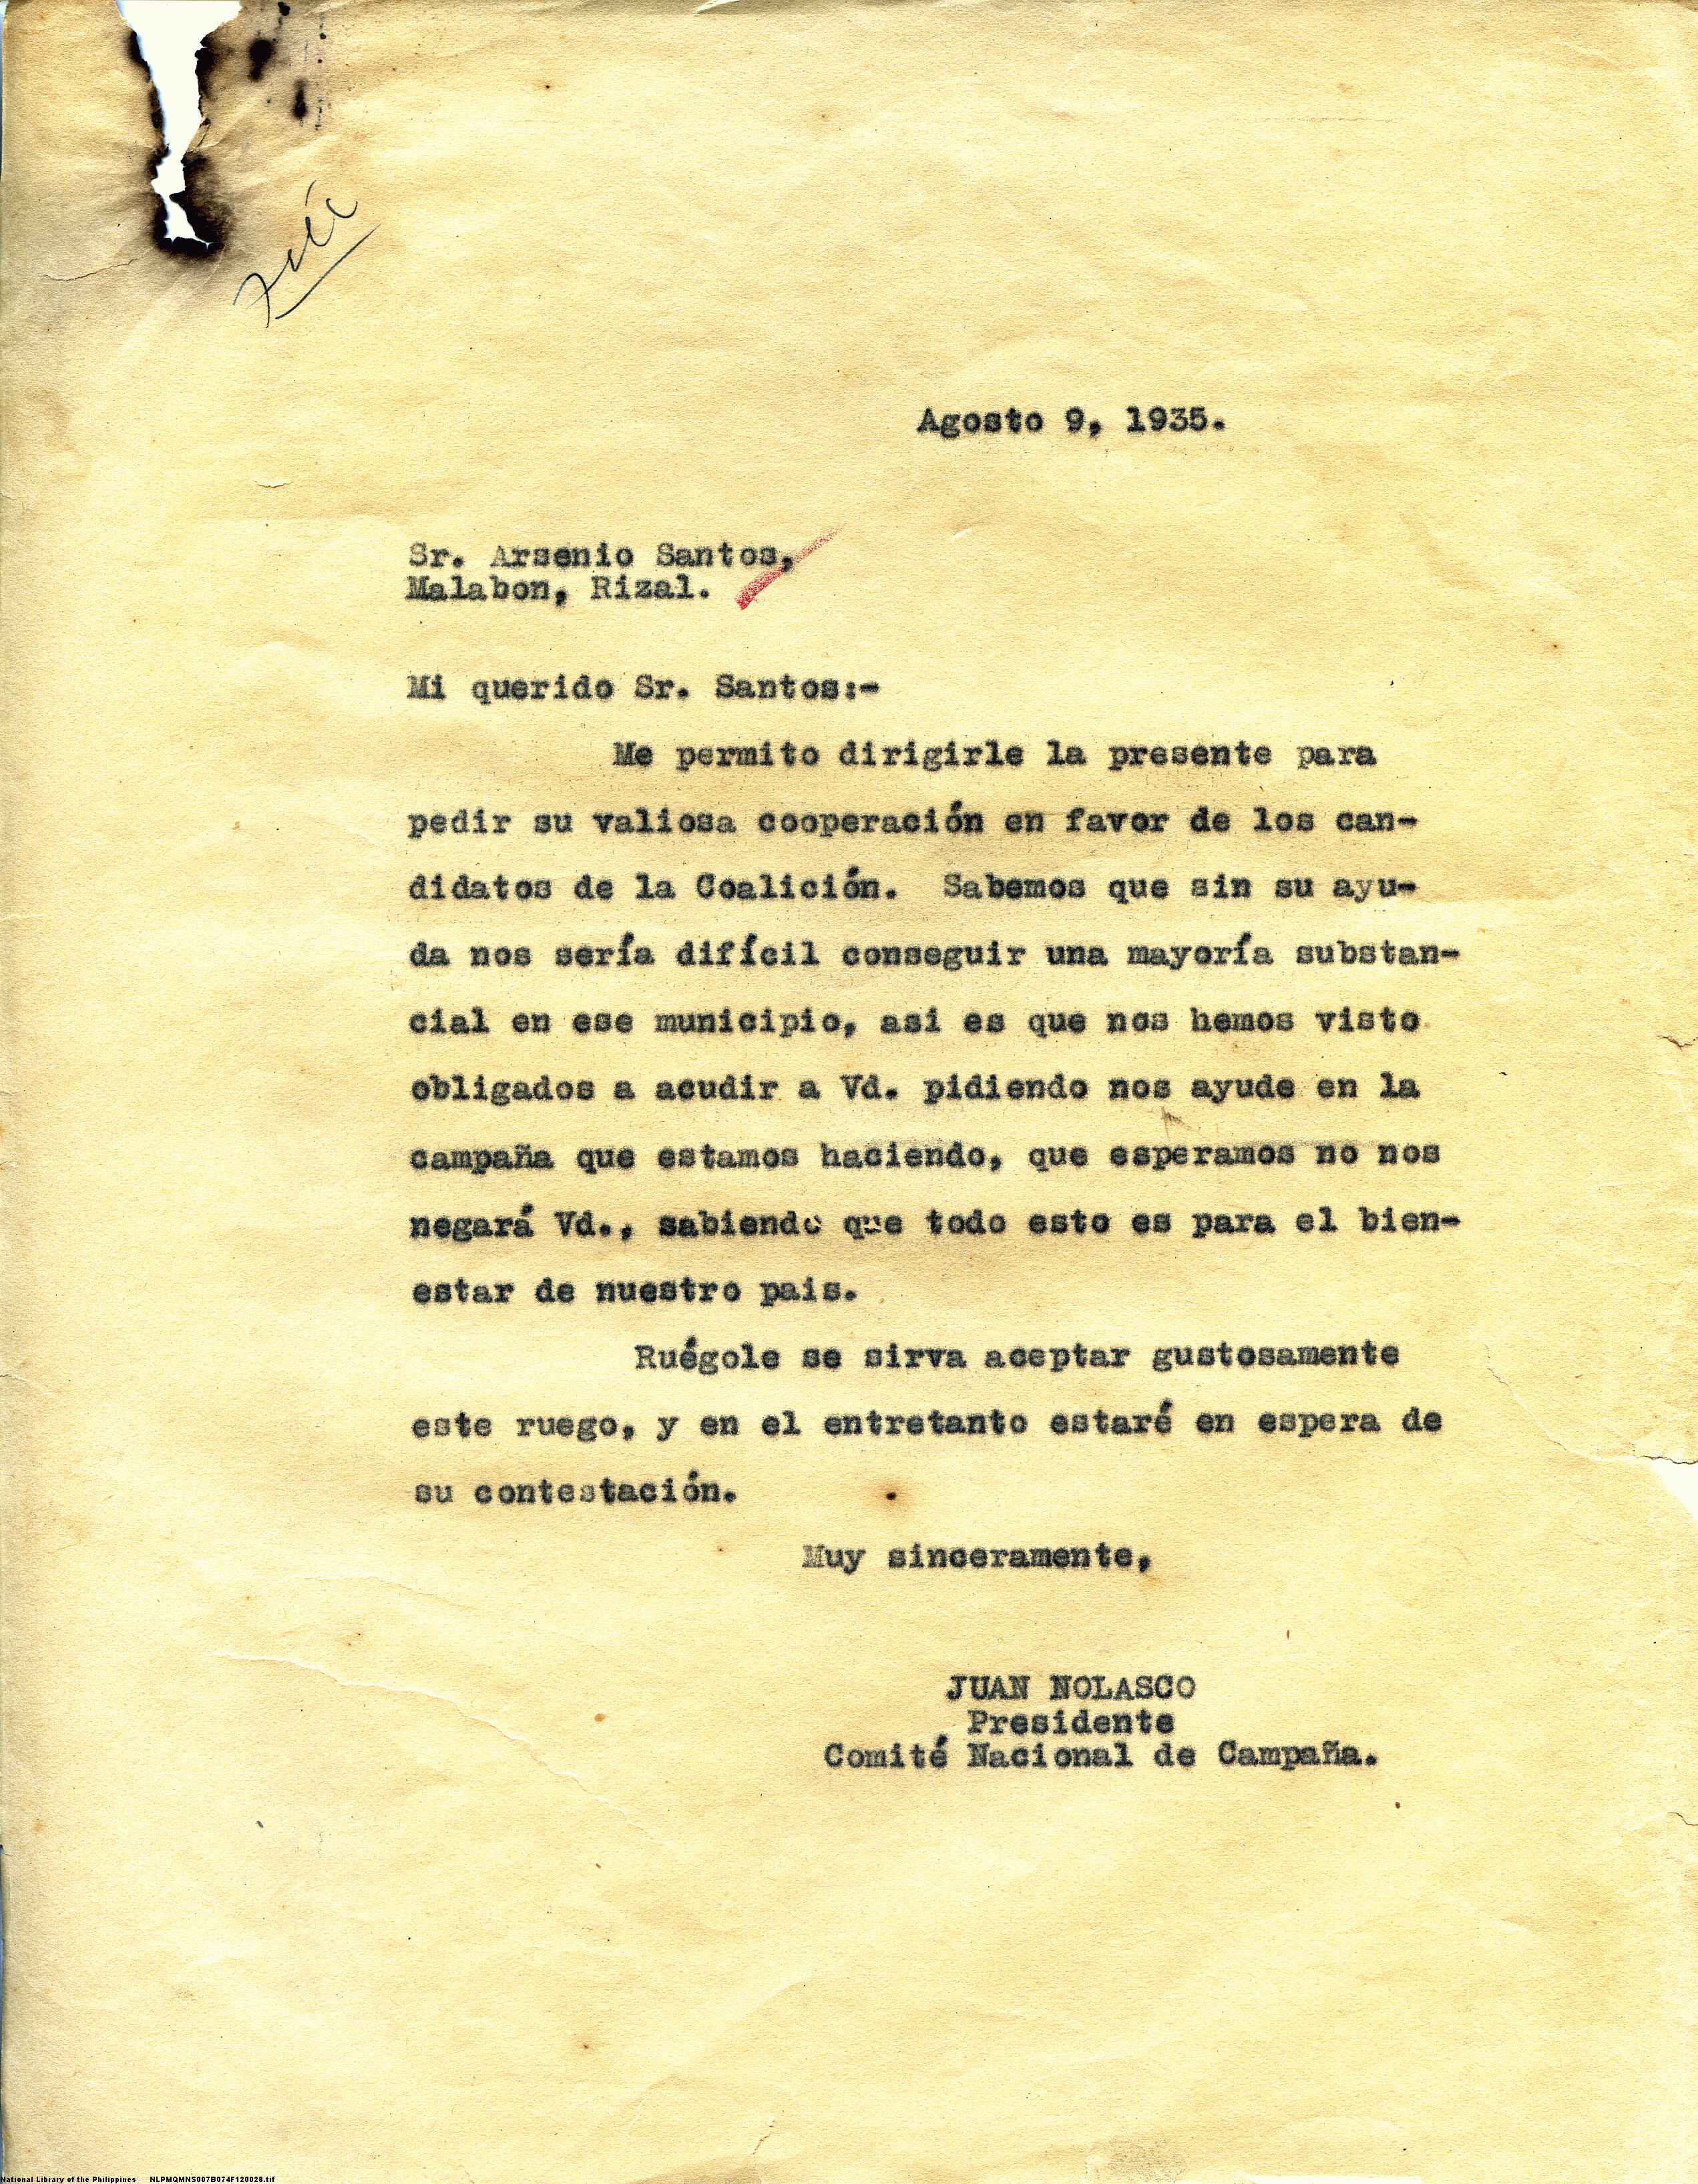 Agosto 9, 1935.
Sr. Arsenio Santos,
Malabon, Rizal.
Mi querido Sr. Santos:-
Me permito dirigirle la presente para
pedir su valiosa cooperación en favor de los can-
didatos de la Coalición. Sabemos que sin su ayu-
da nos sería difícil conseguir una mayoría substan-
cial en ese municipio, asi es que nos hemos visto
obligados a acudir a Vd. pidiendo nos ayude en la
campaña que estamos haciendo, que esperamos no nos
negará Vd., sabiendo que todo esto es para el bien-
estar de nuestro pais.
Ruégole se sirva aceptar gustosamente
este ruego, y en el entretanto estaré en espera de
su contestación.
Muy sinceramente,
JUAN NOLASCO
Presidente
Comité Nacional de Campaña.
National Library of the Philippines NLPMQMNS007B074F120028.tif